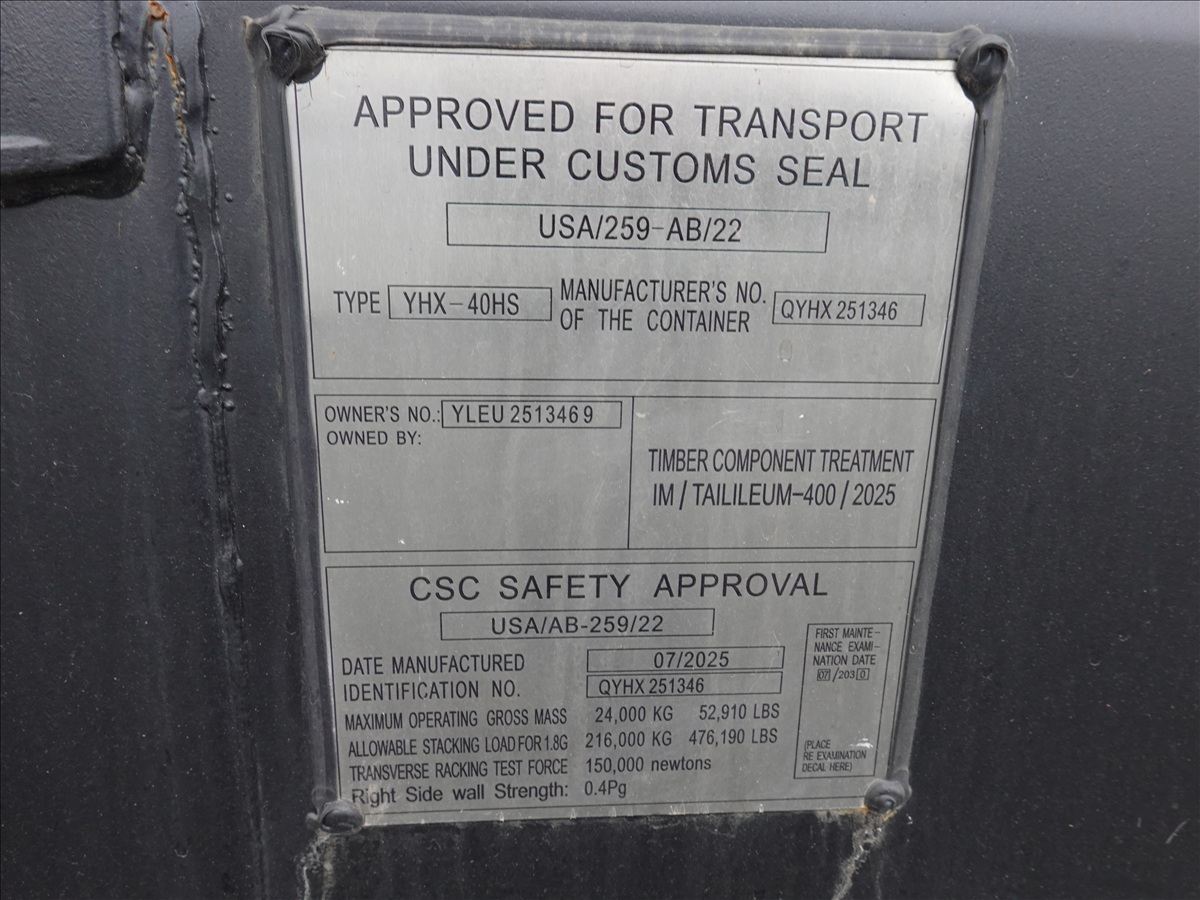 APPROVED FOR TRANSPORT
UNDER CUSTOMS SEAL
USA/259-AB/22
TYPE YHX-40HS MANUFACTURER'S NO. OF THE CONTAINER QYHX 251346
OWNER'S NO.: YLEU 251346 9
OWNED BY:
TIMBER COMPONENT TREATMENT
IM / TAILILEUM-400 / 2025
CSC SAFETY APPROVAL
USA/AB-259/22
DATE MANUFACTURED 07/2025
IDENTIFICATION NO. QYHX 251346
MAXIMUM OPERATING GROSS MASS 24,000 KG 52,910 LBS
ALLOWABLE STACKING LOAD FOR 1.8G 216,000 KG 476,190 LBS
TRANSVERSE RACKING TEST FORCE 150,000 newtons
Right Side wall Strength: 0.4Pg
FIRST MAINTE-
NANCE EXAMI-
NATION DATE
07/2030
(PLACE
RE EXAMINATION
DECAL HERE)